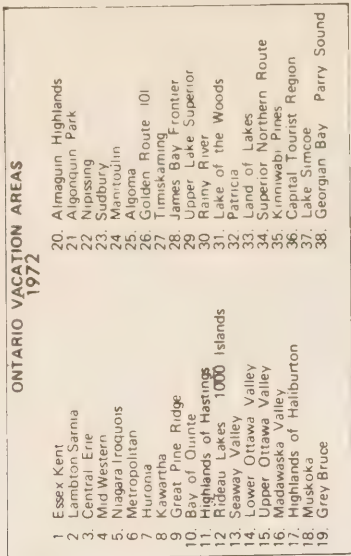 ONTARIO VACATION AREAS
1972
1 Essex Kent
2 Lambton Sarnia
3. Central Erie
4 Mid Western
5. Niagara Iroquois
6 Metropolitan
7 Huronia
8 Kawartha
9 Great Pine Ridge
10. Bay of Quinte
11. Highlands of Hastings
12 Rideau Lakes 1000 Islands
13. Seaway Valley
14. Lower Ottawa Valley
15. Upper Ottawa Valley
16. Madawaska Valley
17. Highlands of Haliburton
18. Muskoka
19. Grey Bruce
20. Almaguin Highlands
21 Algonquin Park
22 Nipissing
23. Sudbury
24 Manitoulin
25. Algoma
26. Golden Route 101
27 Timiskaming
28. James Bay Frontier
29 Upper Lake Superior
30 Rainy River
31. Lake of the Woods
32 Patricia
33. Land of Lakes
34. Superior Northern Route
35. Kinniwabi Pines
36. Capital Tourist Region
37. Lake Simcoe
38. Georgian Bay Parry Sound